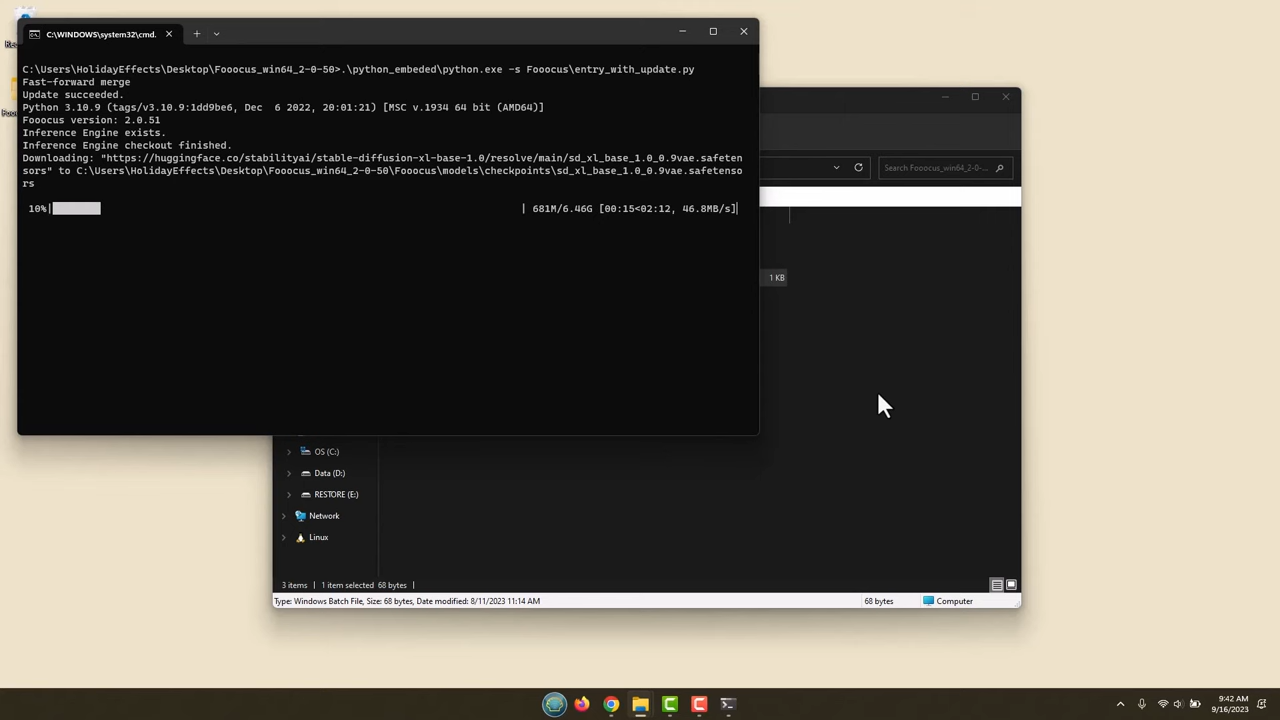 C:\WINDOWS\system32\cmd.
C:\Users\HolidayEffects\Desktop\Fooocus_win64_2-0-50>.\python_embeded\python.exe -s Fooocus\entry_with_update.py
Fast-forward merge
Update succeeded.
Python 3.10.9 (tags/v3.10.9:1dd9be6, Dec  6 2022, 20:01:21) [MSC v.1934 64 bit (AMD64)]
Fooocus version: 2.0.51
Inference Engine exists.
Inference Engine checkout finished.
Downloading: "https://huggingface.co/stabilityai/stable-diffusion-xl-base-1.0/resolve/main/sd_xl_base_1.0_0.9vae.safeten
sors" to C:\Users\HolidayEffects\Desktop\Fooocus_win64_2-0-50\Fooocus\models\checkpoints\sd_xl_base_1.0_0.9vae.safetenso
rs
10%| | 681M/6.46G [00:15<02:12, 46.8MB/s]
Search Fooocus_win64_2-0-...
1 KB
OS (C:)
Data (D:)
RESTORE (E:)
Network
Linux
3 items | 1 item selected 68 bytes |
Type: Windows Batch File, Size: 68 bytes, Date modified: 8/11/2023 11:14 AM
68 bytes
Computer
9:42 AM
9/16/2023